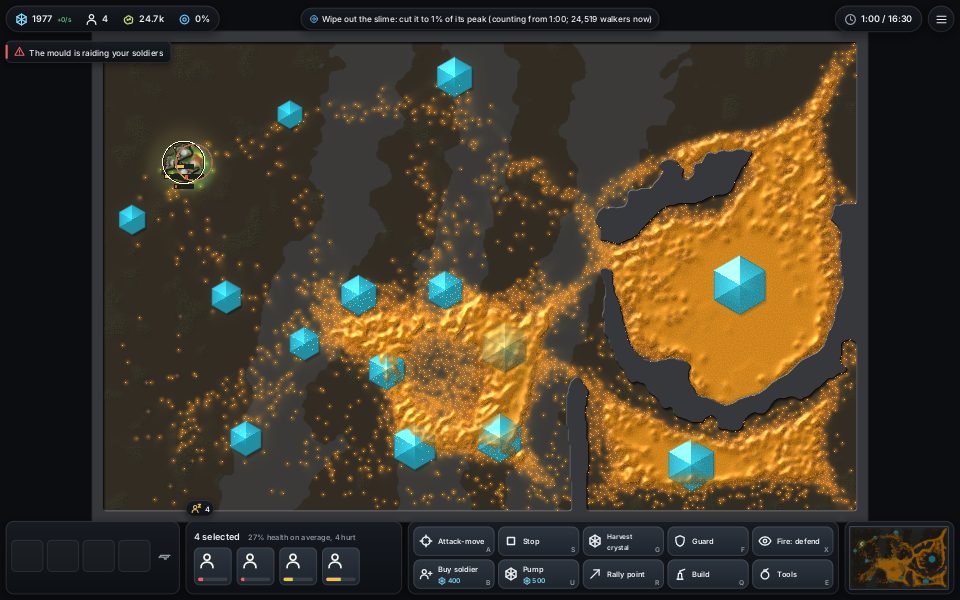 1977 +0/s 4 24.7k 0%
Wipe out the slime: cut it to 1% of its peak (counting from 1:00; 24,519 walkers now)
1:00 / 16:30
The mould is raiding your soldiers
4
4 selected 27% health on average, 4 hurt
Attack-move A
Stop S
Harvest crystal G
Guard F
Fire: defend X
Buy soldier 400 B
Pump 500 U
Rally point R
Build Q
Tools E